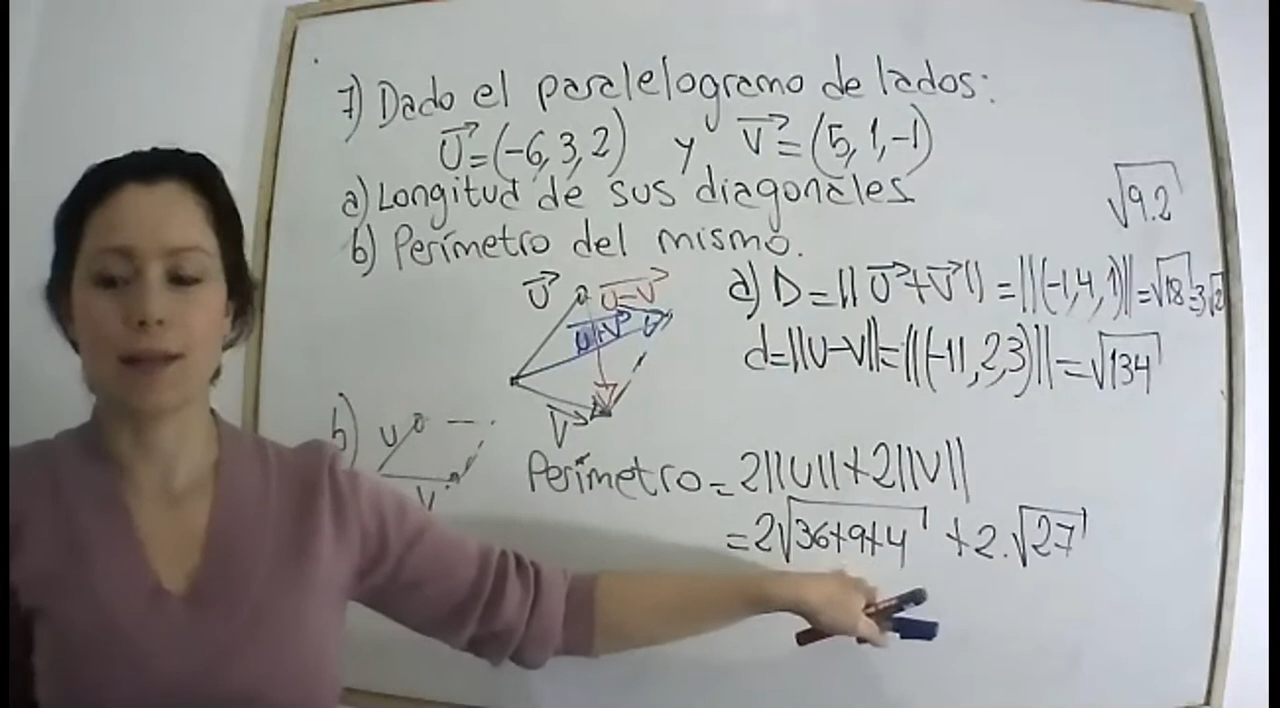 7) Dado el paralelogramo de lados:
U⃗=(-6,3,2) y V⃗=(5,1,-1)
a) Longitud de sus diagonales
b) Perímetro del mismo.
√9.2
U⃗
U-V
U+V
V
V
a) D=||U⃗+V⃗||=||(-1,4,1)||=√18=3√2
d=||U-V||=||(-11,2,3)||=√134
b)
U
V
Perímetro=2||U||+2||V||
=2√36+9+4 +2.√27